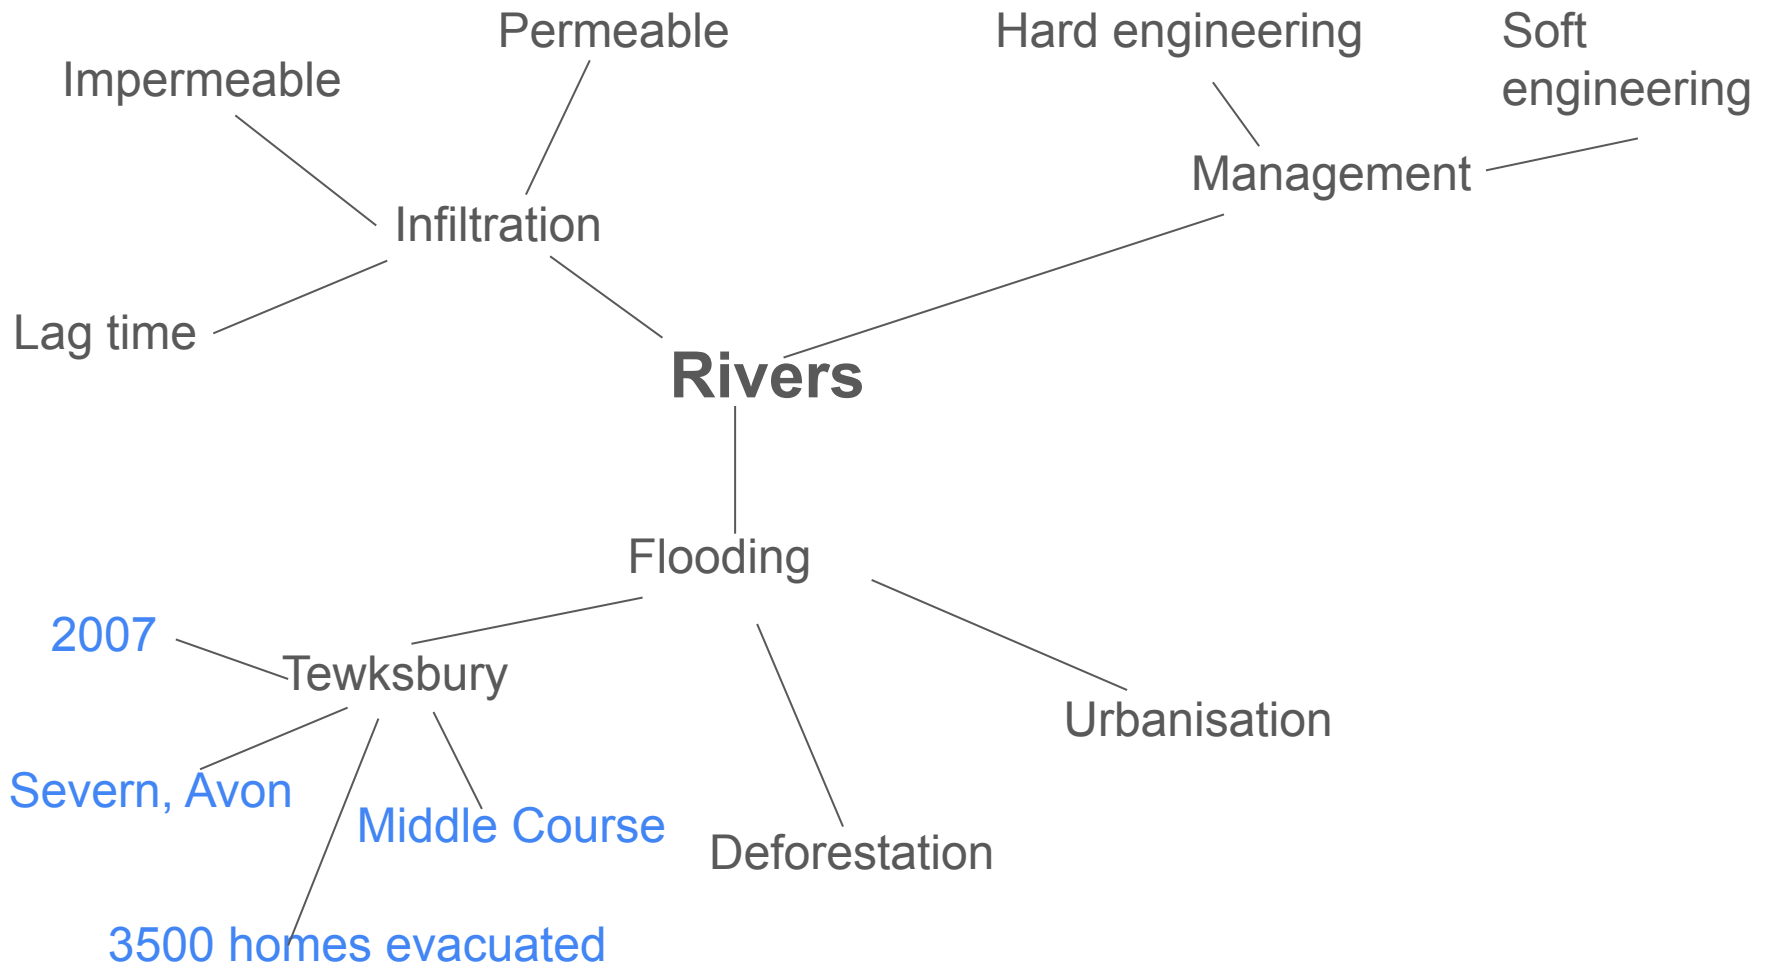 Permeable
Hard engineering
Soft
engineering
Impermeable
Management
Infiltration
Lag time
Rivers
Flooding
2007
Tewksbury
Urbanisation
Severn, Avon
Middle Course
Deforestation
3500 homes evacuated